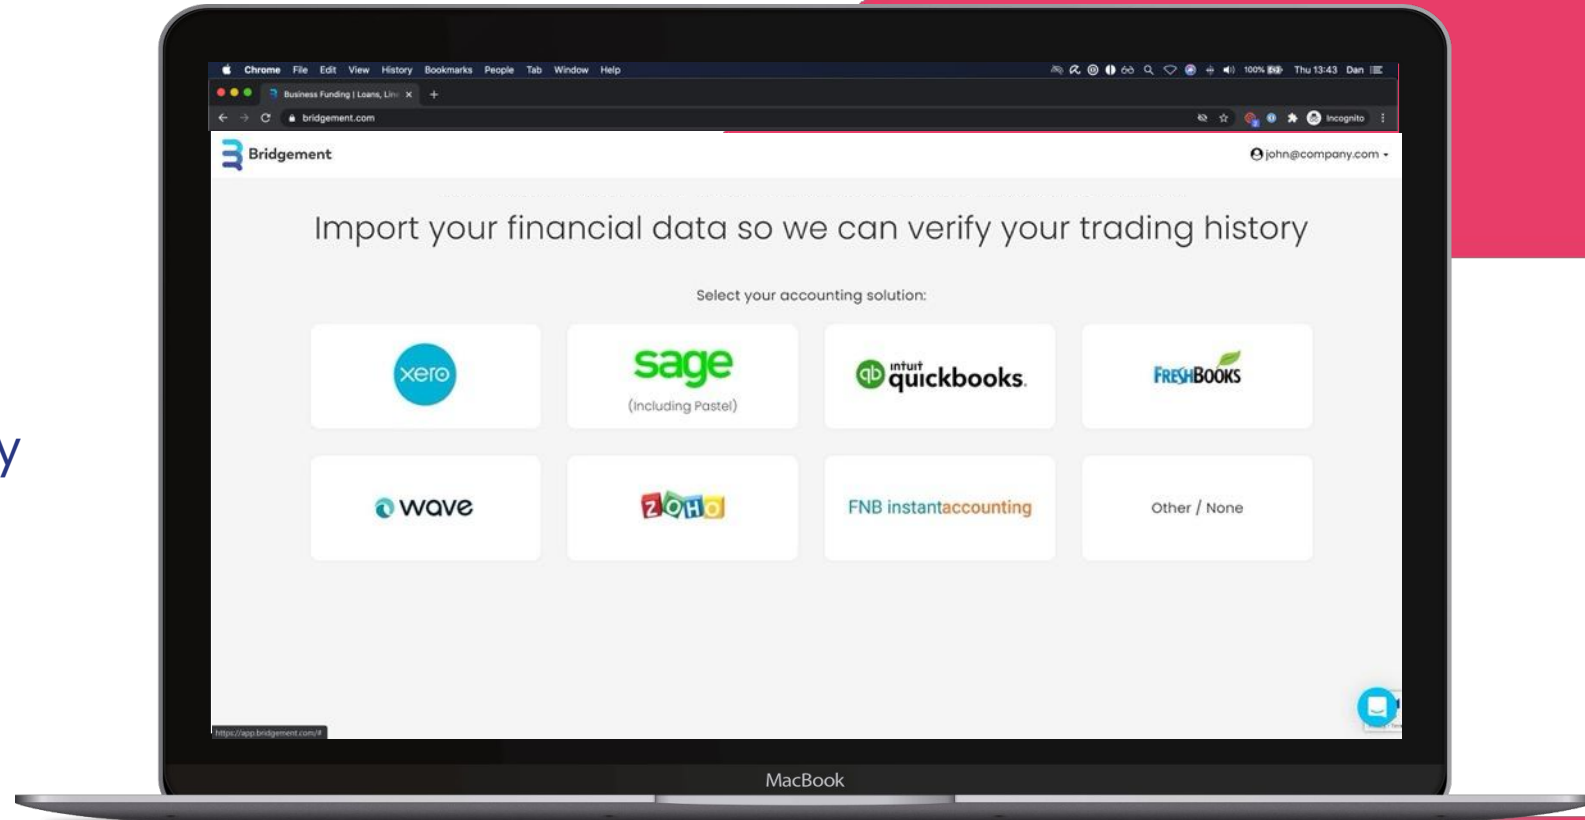 Chrome File Edit View History Bookmarks People Tab Window Help 100% Thu 13:43 Dan
Business Funding | Loans, Lin
bridgement.com Incognito
Bridgement john@company.com
Import your financial data so we can verify your trading history
Select your accounting solution:
xero
sage
(Including Pastel)
qb intuit quickbooks.
FRESHBOOKS
y
wave
ZOHO
FNB instantaccounting
Other / None
https://app.bridgement.com/#
MacBook